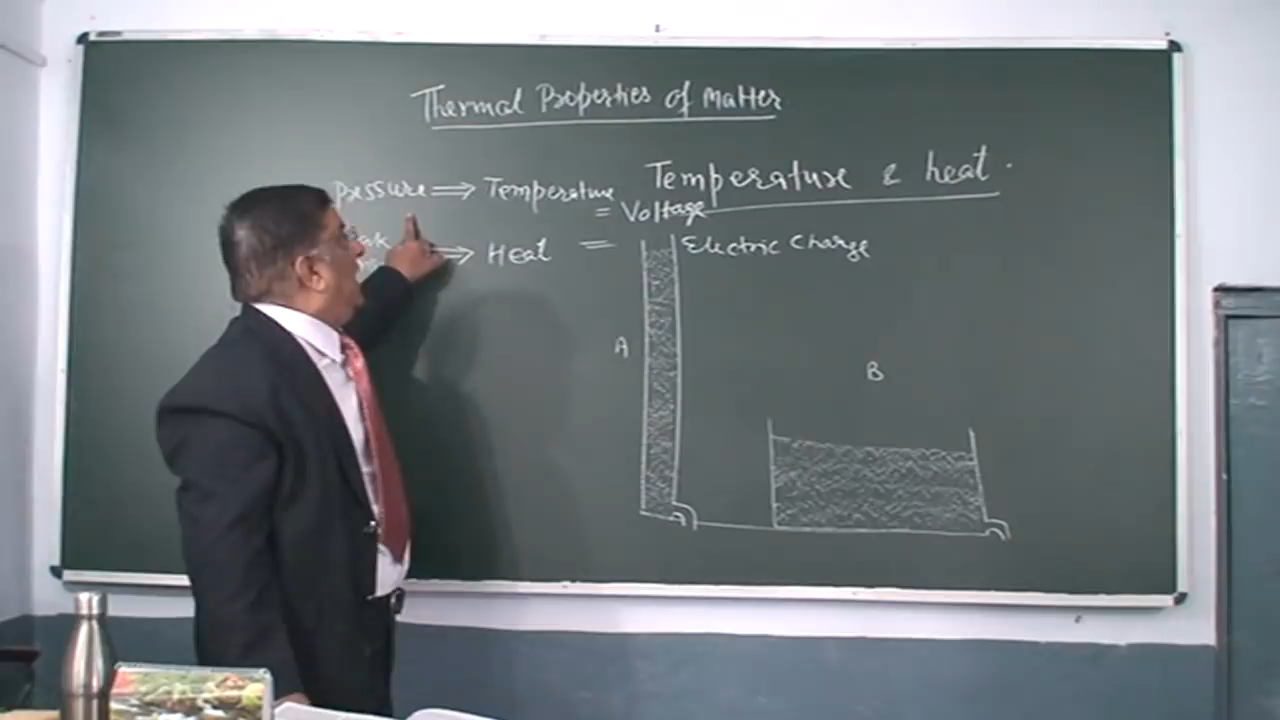 Thermal Properties of Matter
Temperature & heat.
Pressure ⇒ Temperature
= Voltage
⇒ Heat = Electric Charge
A
B